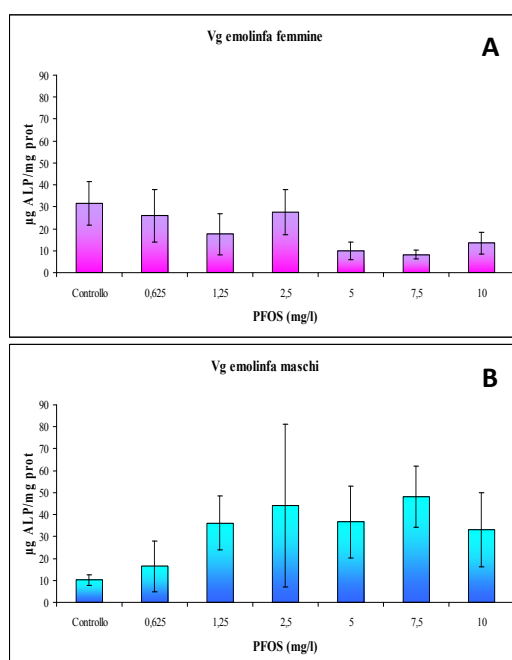 Vg emolinfa femmine
A
90
80
70
60
50
40
30
20
10
0
µg ALP/mg prot
Controllo 0,625 1,25 2,5 5 7,5 10
PFOS (mg/l)
Vg emolinfa maschi
B
90
80
70
60
50
40
30
20
10
0
µg ALP/mg prot
Controllo 0,625 1,25 2,5 5 7,5 10
PFOS (mg/l)